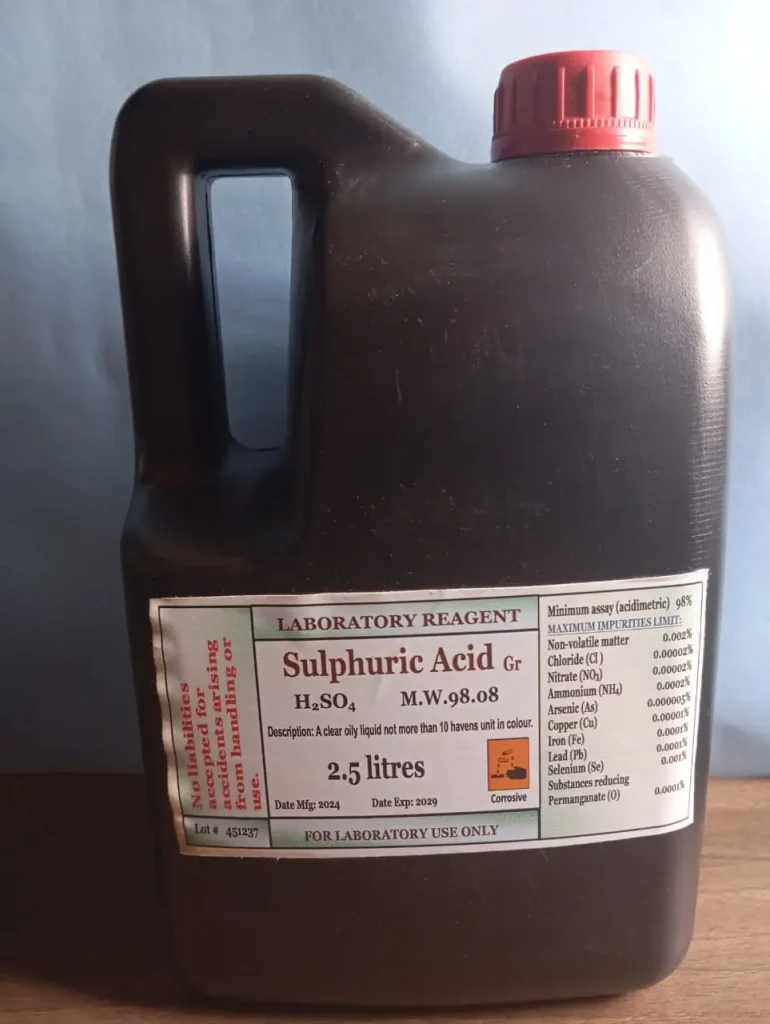 No liabilities
accepted for
accidents arising
from handling or
use.
Lot # 451237
LABORATORY REAGENT
Sulphuric Acid Gr
H₂SO₄ M.W.98.08
Description: A clear oily liquid not more than 10 havens unit in colour.
2.5 litres
Corrosive
Date Mfg: 2024 Date Exp: 2029
FOR LABORATORY USE ONLY
Minimum assay (acidimetric) 98%
MAXIMUM IMPURITIES LIMIT:
Non-volatile matter 0.002%
Chloride (Cl) 0.00002%
Nitrate (NO₃) 0.00002%
Ammonium (NH₄) 0.0002%
Arsenic (As) 0.000005%
Copper (Cu) 0.00001%
Iron (Fe) 0.0001%
Lead (Pb) 0.0001%
Selenium (Se) 0.001%
Substances reducing
Permanganate (O) 0.0001%